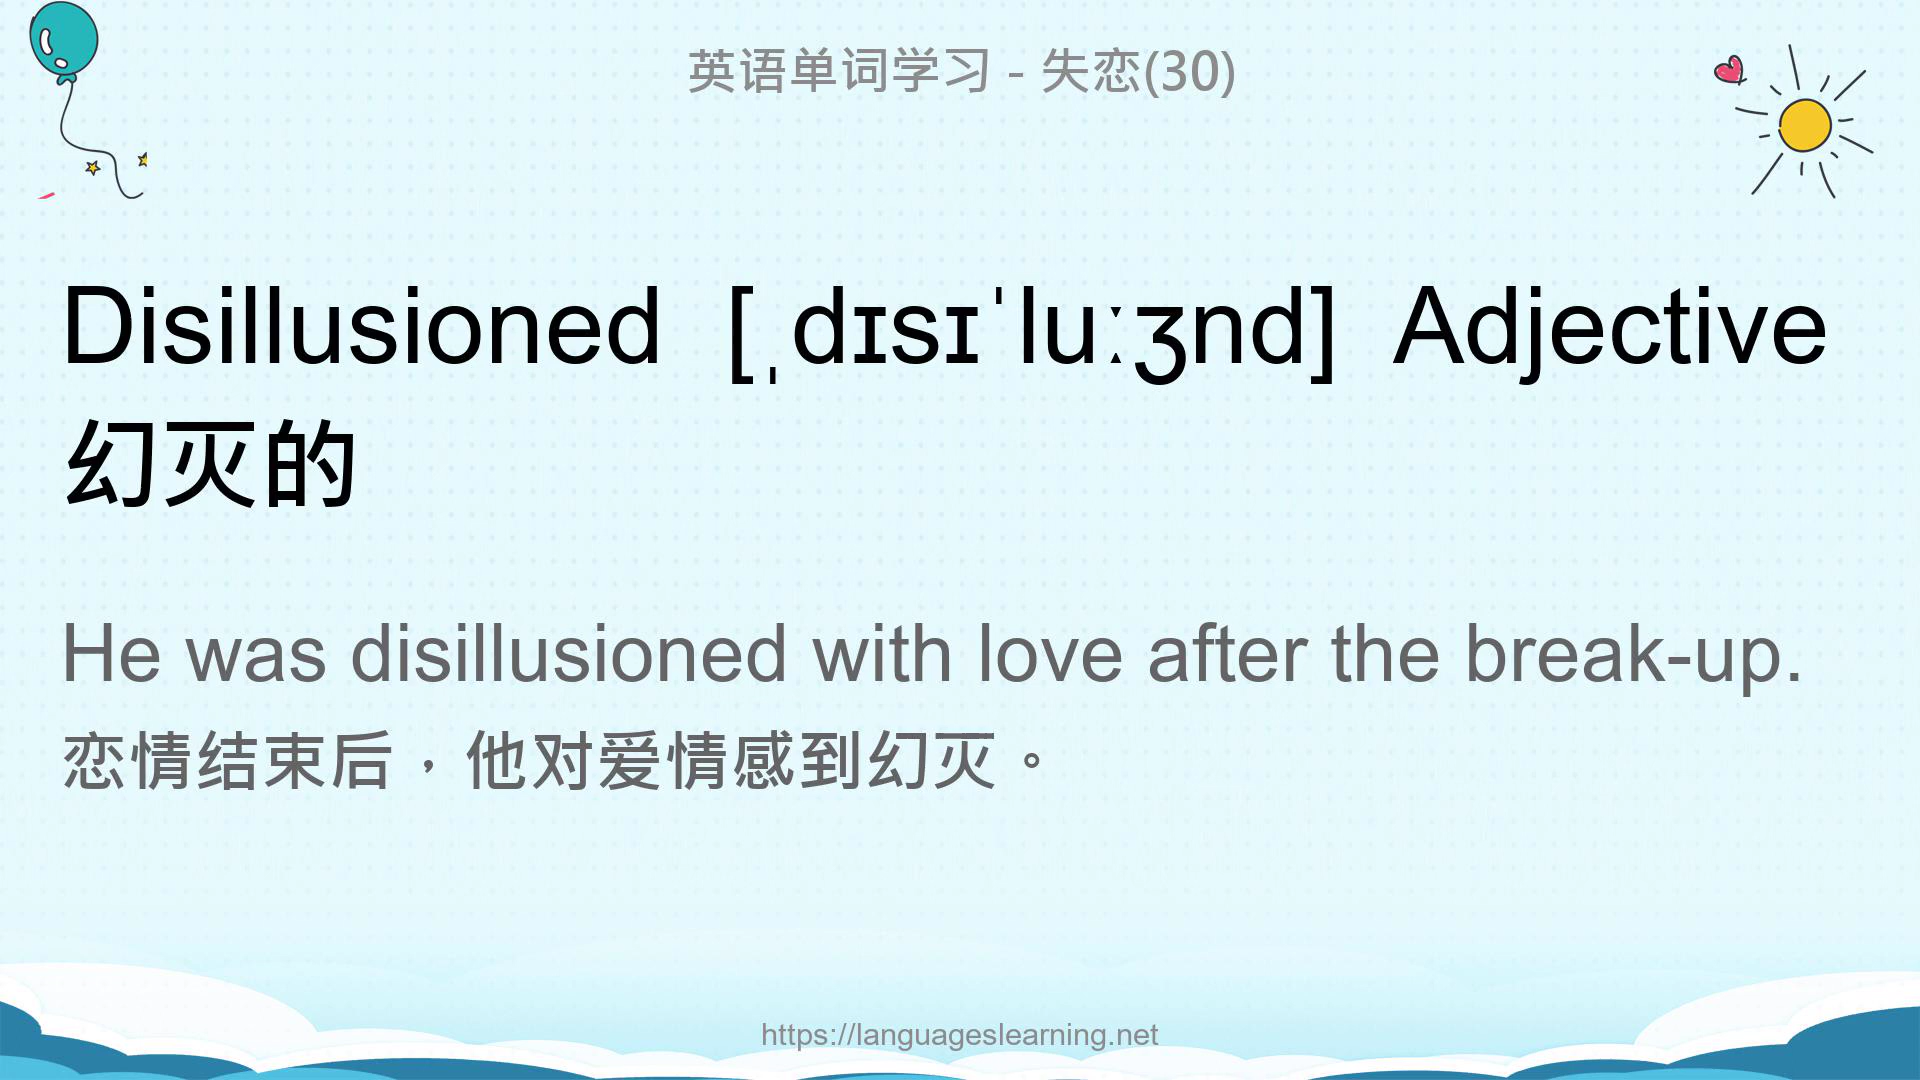 英语单词学习 - 失恋(30)
Disillusioned [ˌdɪsɪˈluːʒnd] Adjective
幻灭的
He was disillusioned with love after the break-up.
恋情结束后，他对爱情感到幻灭。
https://languageslearning.net